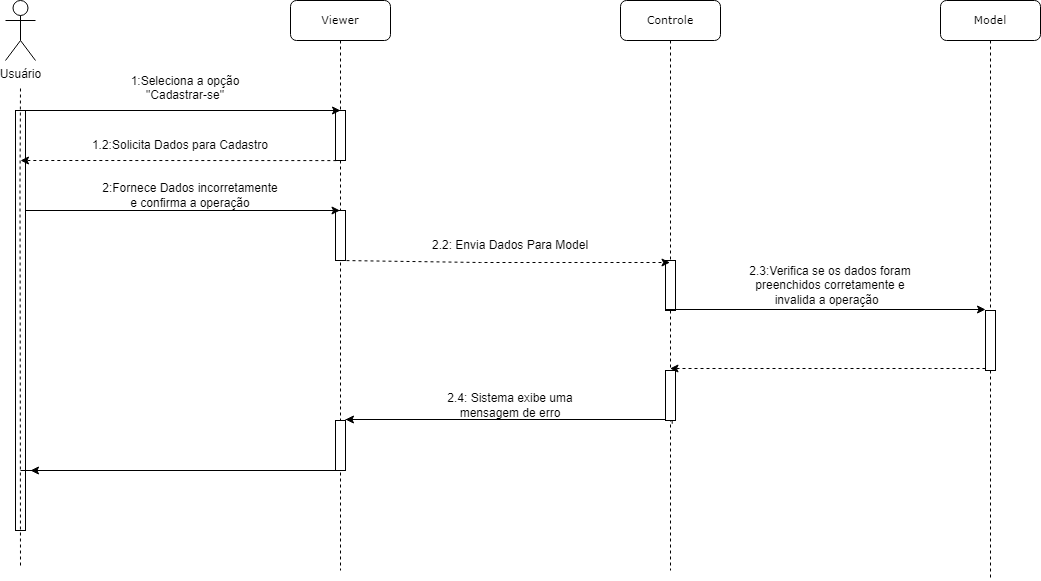 Viewer
Controle
Model
Usuário
1:Seleciona a opção
"Cadastrar-se"
1.2:Solicita Dados para Cadastro
2:Fornece Dados incorretamente
e confirma a operação
2.2: Envia Dados Para Model
2.3:Verifica se os dados foram
preenchidos corretamente e
invalida a operação
2.4: Sistema exibe uma
mensagem de erro